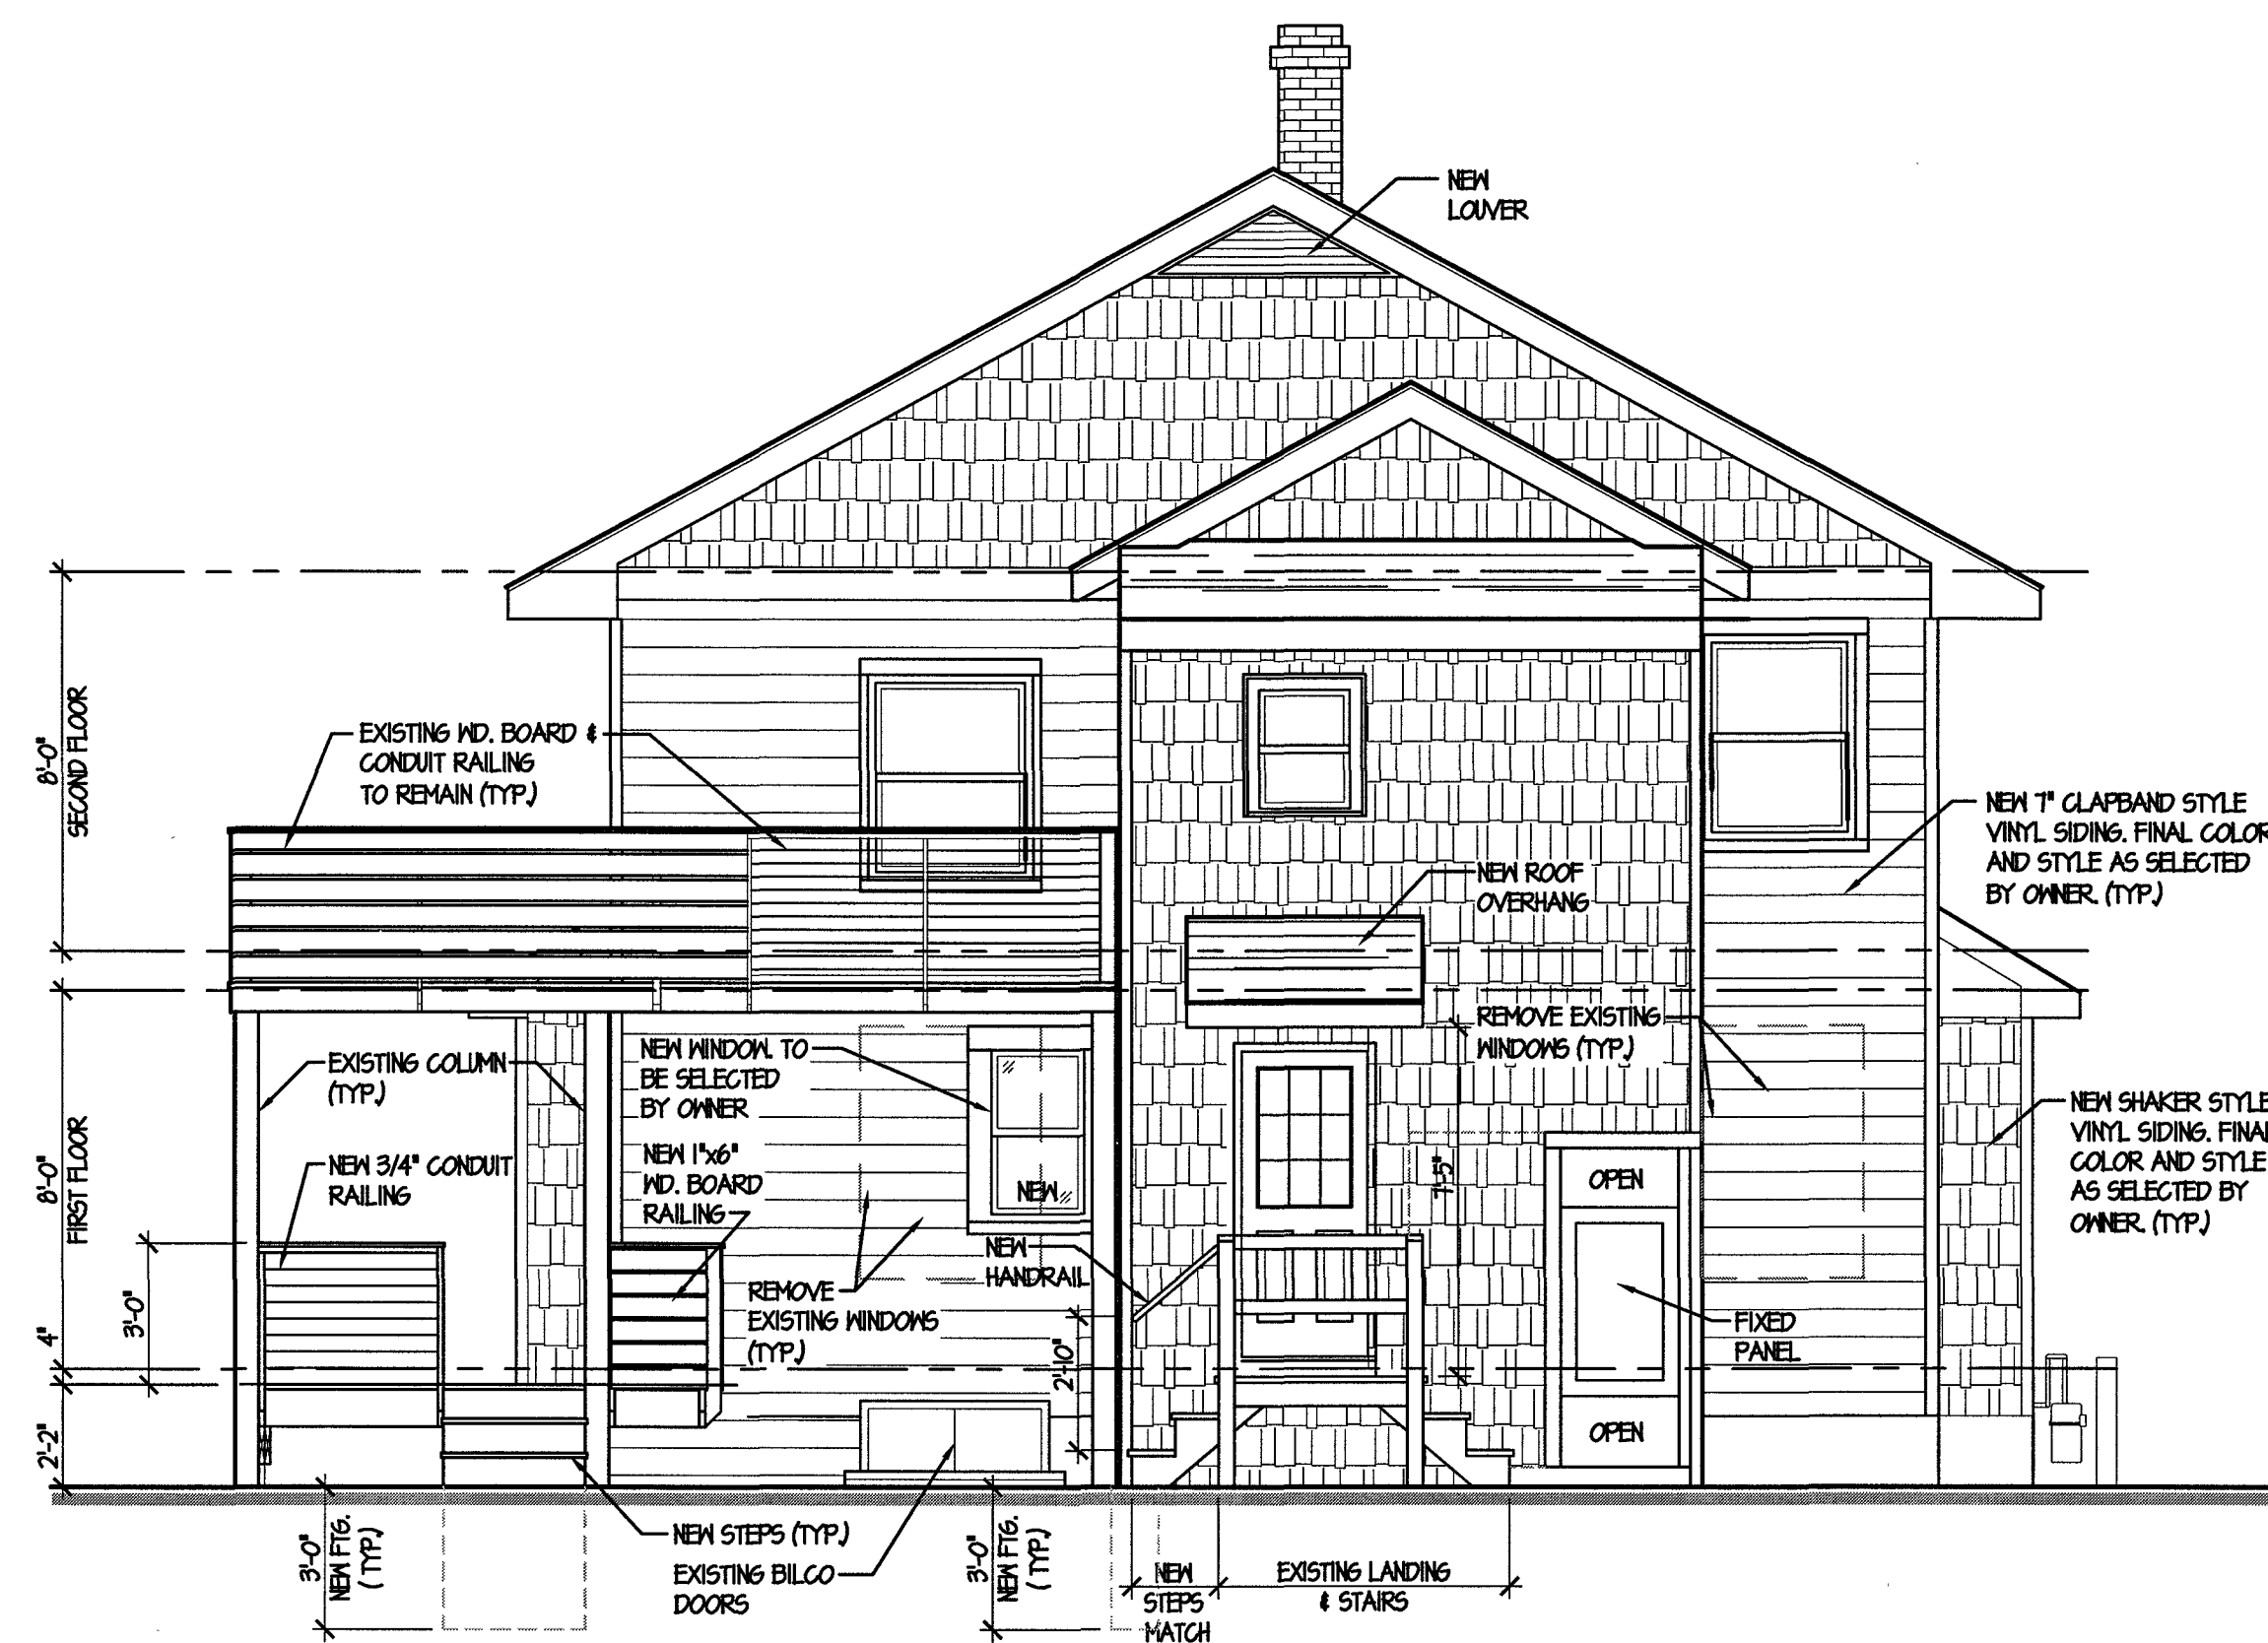 NEW
LOUVER
8'-0"
SECOND FLOOR
EXISTING WD. BOARD &
CONDUIT RAILING
TO REMAIN (TYP.)
NEW 7" CLAPBAND STYLE
VINYL SIDING. FINAL COLOR
AND STYLE AS SELECTED
BY OWNER. (TYP.)
NEW ROOF
OVERHANG
REMOVE EXISTING
WINDOWS (TYP.)
8'-0"
FIRST FLOOR
EXISTING COLUMN
(TYP.)
NEW WINDOW. TO
BE SELECTED
BY OWNER
NEW 3/4" CONDUIT
RAILING
NEW 1"x6"
WD. BOARD
RAILING
NEW
7'-5"
OPEN
NEW SHAKER STYLE
VINYL SIDING. FINAL
COLOR AND STYLE
AS SELECTED BY
OWNER. (TYP.)
NEW
HANDRAIL
REMOVE
EXISTING WINDOWS
(TYP.)
FIXED
PANEL
3'-0"
4"
2'-10"
2'-2"
OPEN
3'-0"
NEW FTG.
(TYP.)
NEW STEPS (TYP.)
EXISTING BILCO
DOORS
3'-0"
NEW FTG.
(TYP.)
NEW
STEPS
MATCH
EXISTING LANDING
& STAIRS